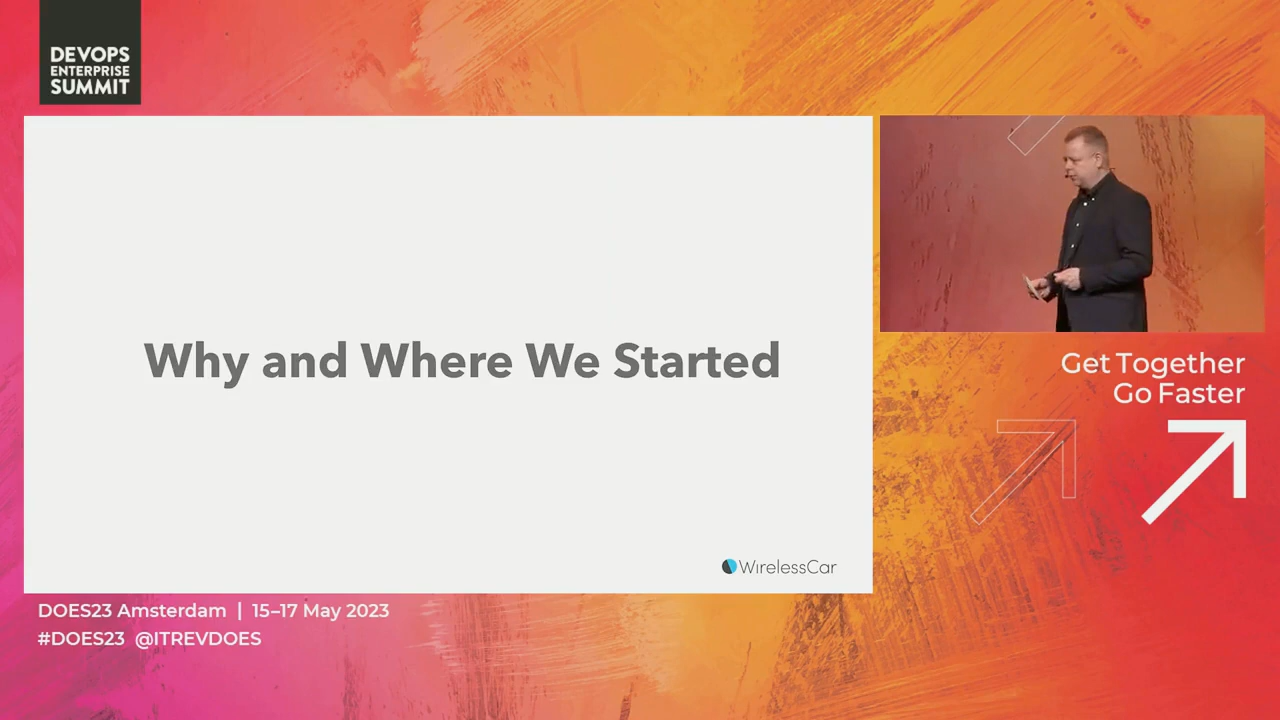 DEVOPS
ENTERPRISE
SUMMIT
Why and Where We Started
WirelessCar
Get Together
Go Faster
DOES23 Amsterdam | 15–17 May 2023
#DOES23 @ITREVDOES